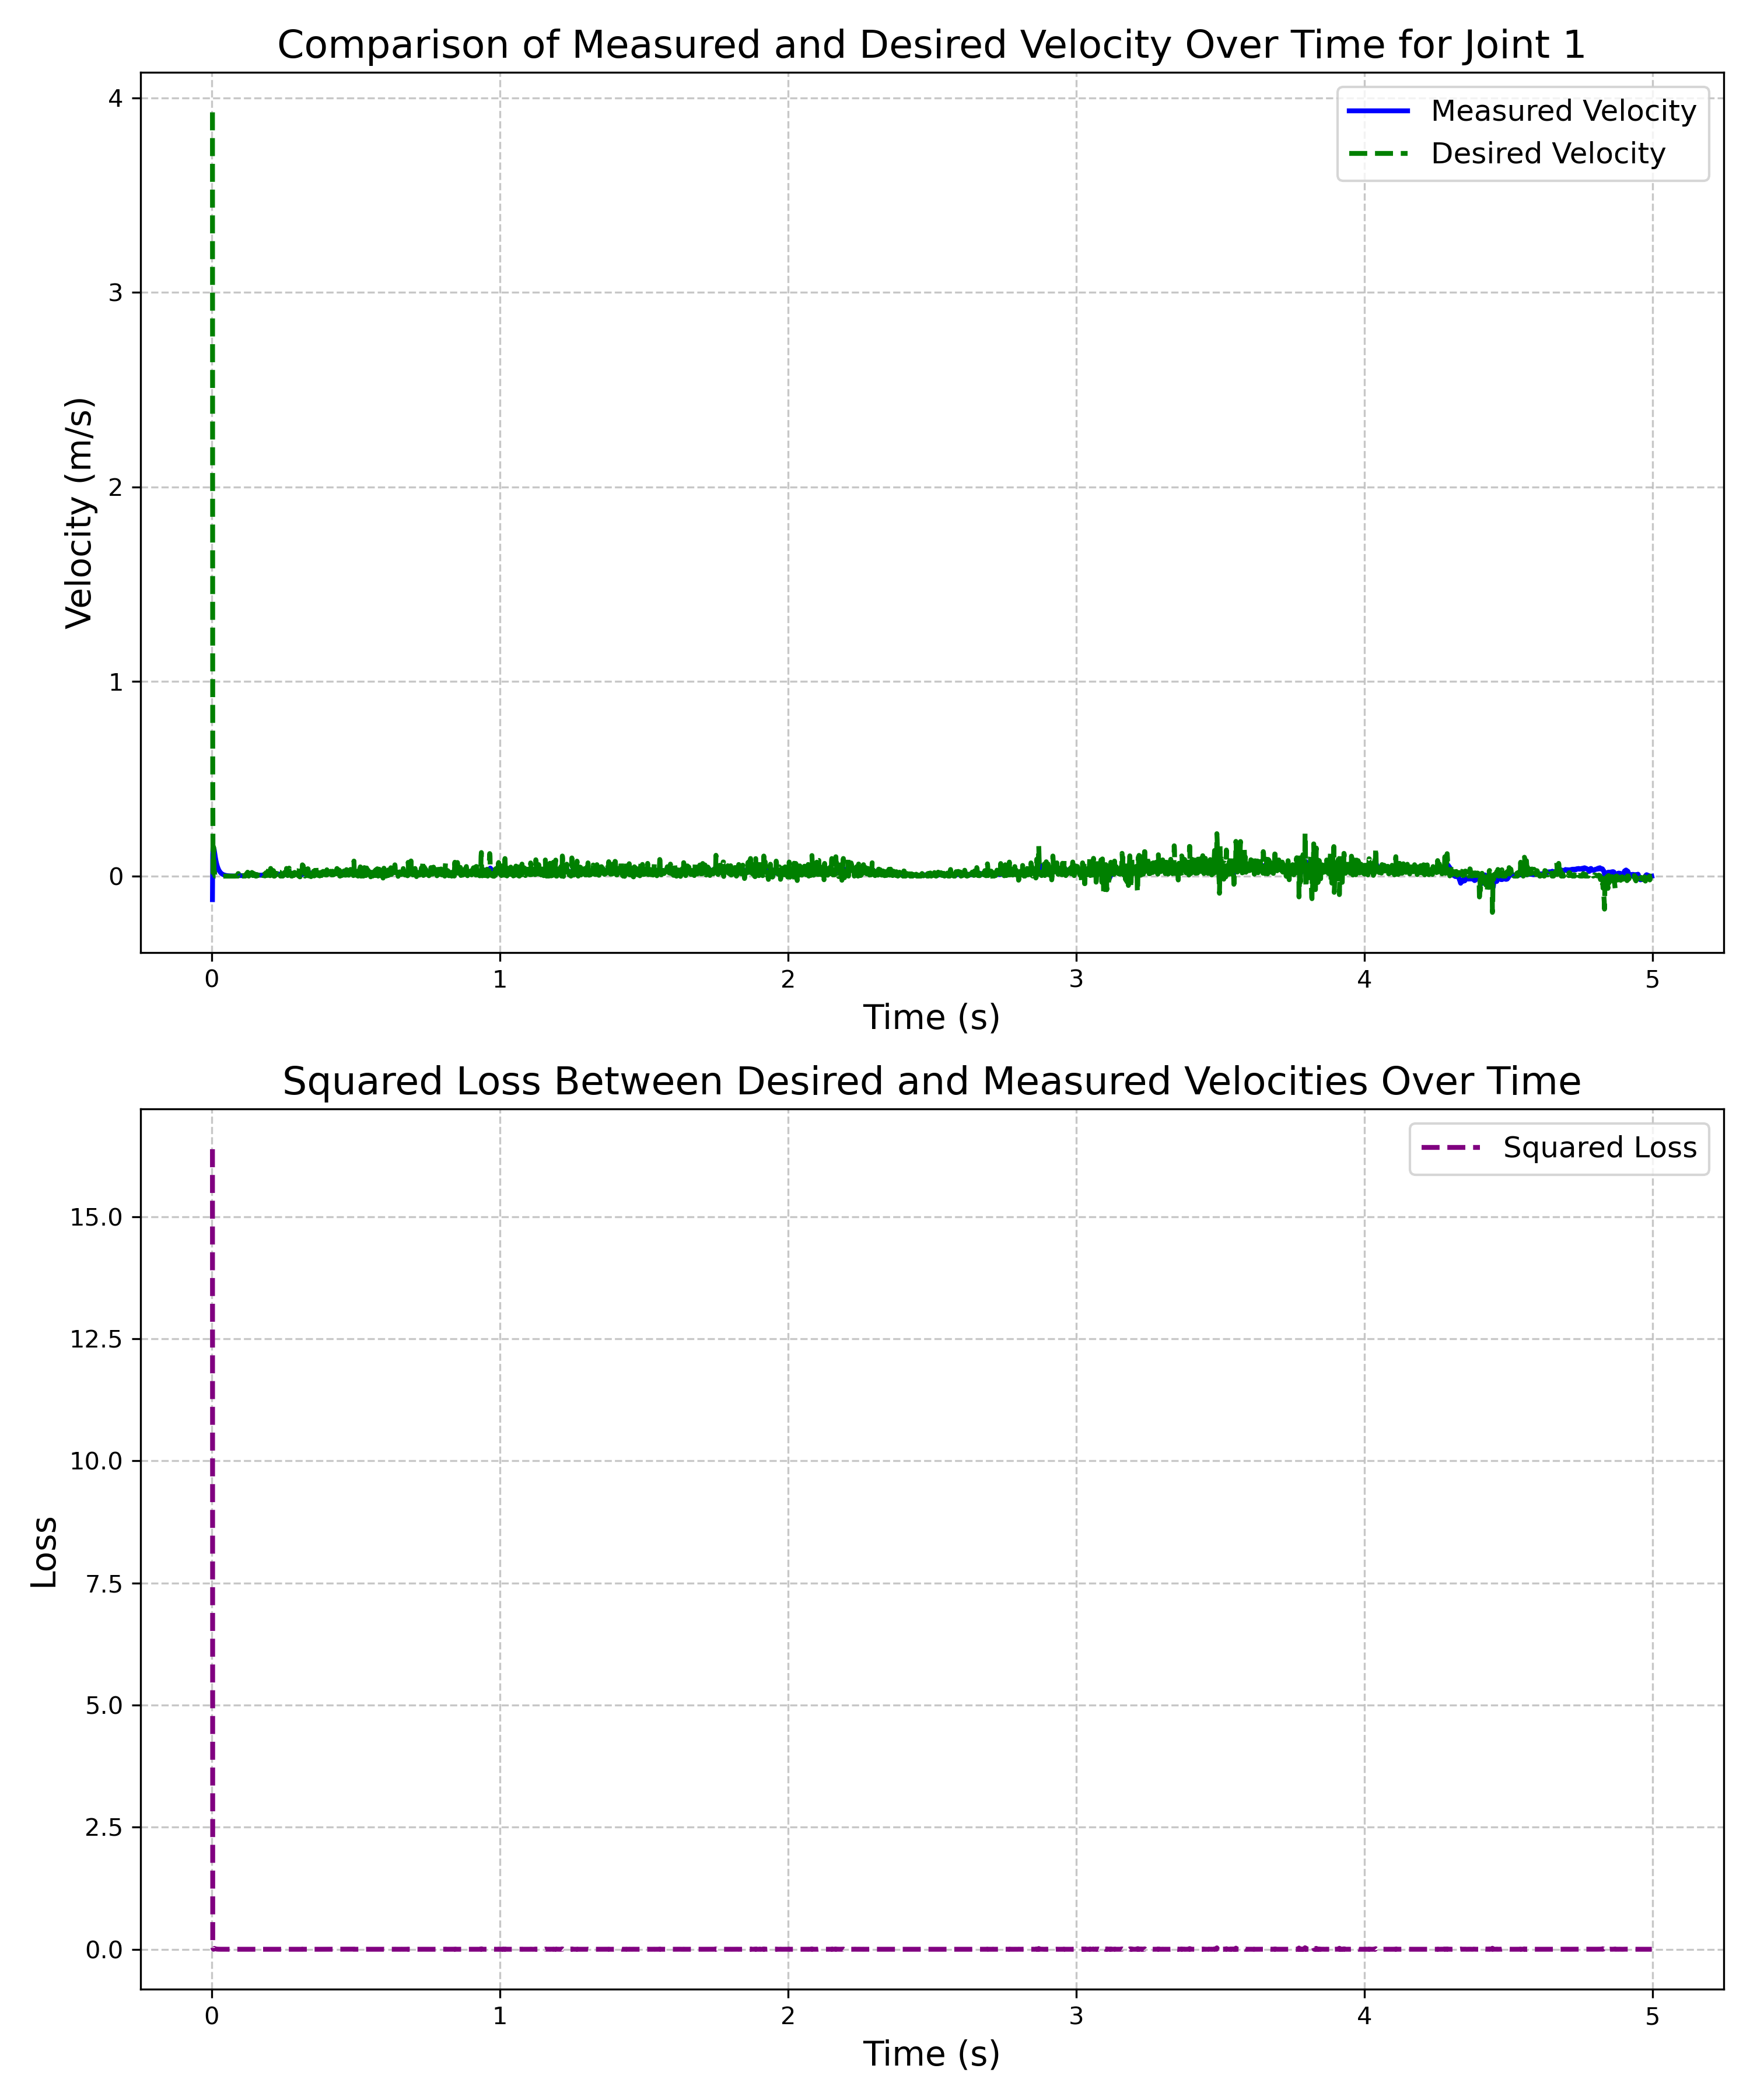 Comparison of Measured and Desired Velocity Over Time for Joint 1
Velocity (m/s)
4
3
2
1
0
Measured Velocity
Desired Velocity
0 1 2 3 4 5
Time (s)
Squared Loss Between Desired and Measured Velocities Over Time
Loss
15.0
12.5
10.0
7.5
5.0
2.5
0.0
Squared Loss
0 1 2 3 4 5
Time (s)